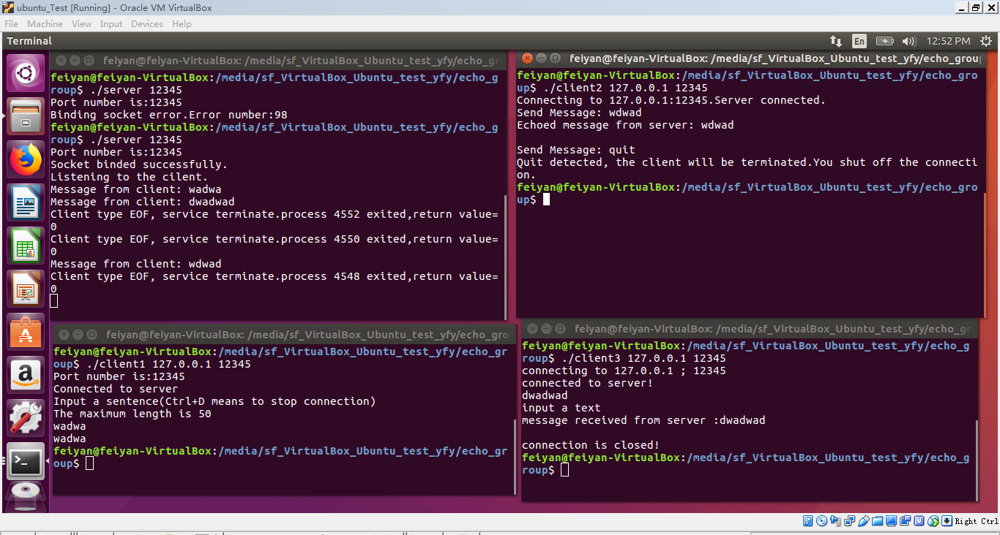 ubuntu_Test [Running] - Oracle VM VirtualBox
File Machine View Input Devices Help
Terminal
En
12:52 PM
feiyan@feiyan-VirtualBox: /media/sf_VirtualBox_Ubuntu_test_yfy/echo_gr
feiyan@feiyan-VirtualBox:/media/sf_VirtualBox_Ubuntu_test_yfy/echo_g
roup$ ./server 12345
Port number is:12345
Binding socket error.Error number:98
feiyan@feiyan-VirtualBox:/media/sf_VirtualBox_Ubuntu_test_yfy/echo_g
roup$ ./server 12345
Port number is:12345
Socket binded successfully.
Listening to the cilent.
Message from client: wadwa
Message from client: dwadwad
Client type EOF, service terminate.process 4552 exited,return value=
0
Client type EOF, service terminate.process 4550 exited,return value=
0
Message from client: wdwad
Client type EOF, service terminate.process 4548 exited,return value=
0
feiyan@feiyan-VirtualBox: /media/sf_VirtualBox_Ubuntu_test_yfy/echo_group
feiyan@feiyan-VirtualBox:/media/sf_VirtualBox_Ubuntu_test_yfy/echo_gro
up$ ./client2 127.0.0.1 12345
Connecting to 127.0.0.1:12345.Server connected.
Send Message: wdwad
Echoed message from server: wdwad
Send Message: quit
Quit detected, the client will be terminated.You shut off the connecti
on.
feiyan@feiyan-VirtualBox:/media/sf_VirtualBox_Ubuntu_test_yfy/echo_gro
up$
feiyan@feiyan-VirtualBox: /media/sf_VirtualBox_Ubuntu_test_yfy/echo_gro
feiyan@feiyan-VirtualBox:/media/sf_VirtualBox_Ubuntu_test_yfy/echo_gr
oup$ ./client1 127.0.0.1 12345
Port number is:12345
Connected to server
Input a sentence(Ctrl+D means to stop connection)
The maximum length is 50
wadwa
wadwa
feiyan@feiyan-VirtualBox:/media/sf_VirtualBox_Ubuntu_test_yfy/echo_gr
oup$
feiyan@feiyan-VirtualBox: /media/sf_VirtualBox_Ubuntu_test_yfy/echo_gr
feiyan@feiyan-VirtualBox:/media/sf_VirtualBox_Ubuntu_test_yfy/echo_g
roup$ ./client3 127.0.0.1 12345
connecting to 127.0.0.1 ; 12345
connected to server!
dwadwad
input a text
message received from server :dwadwad
connection is closed!
feiyan@feiyan-VirtualBox:/media/sf_VirtualBox_Ubuntu_test_yfy/echo_g
roup$
Right Ctrl